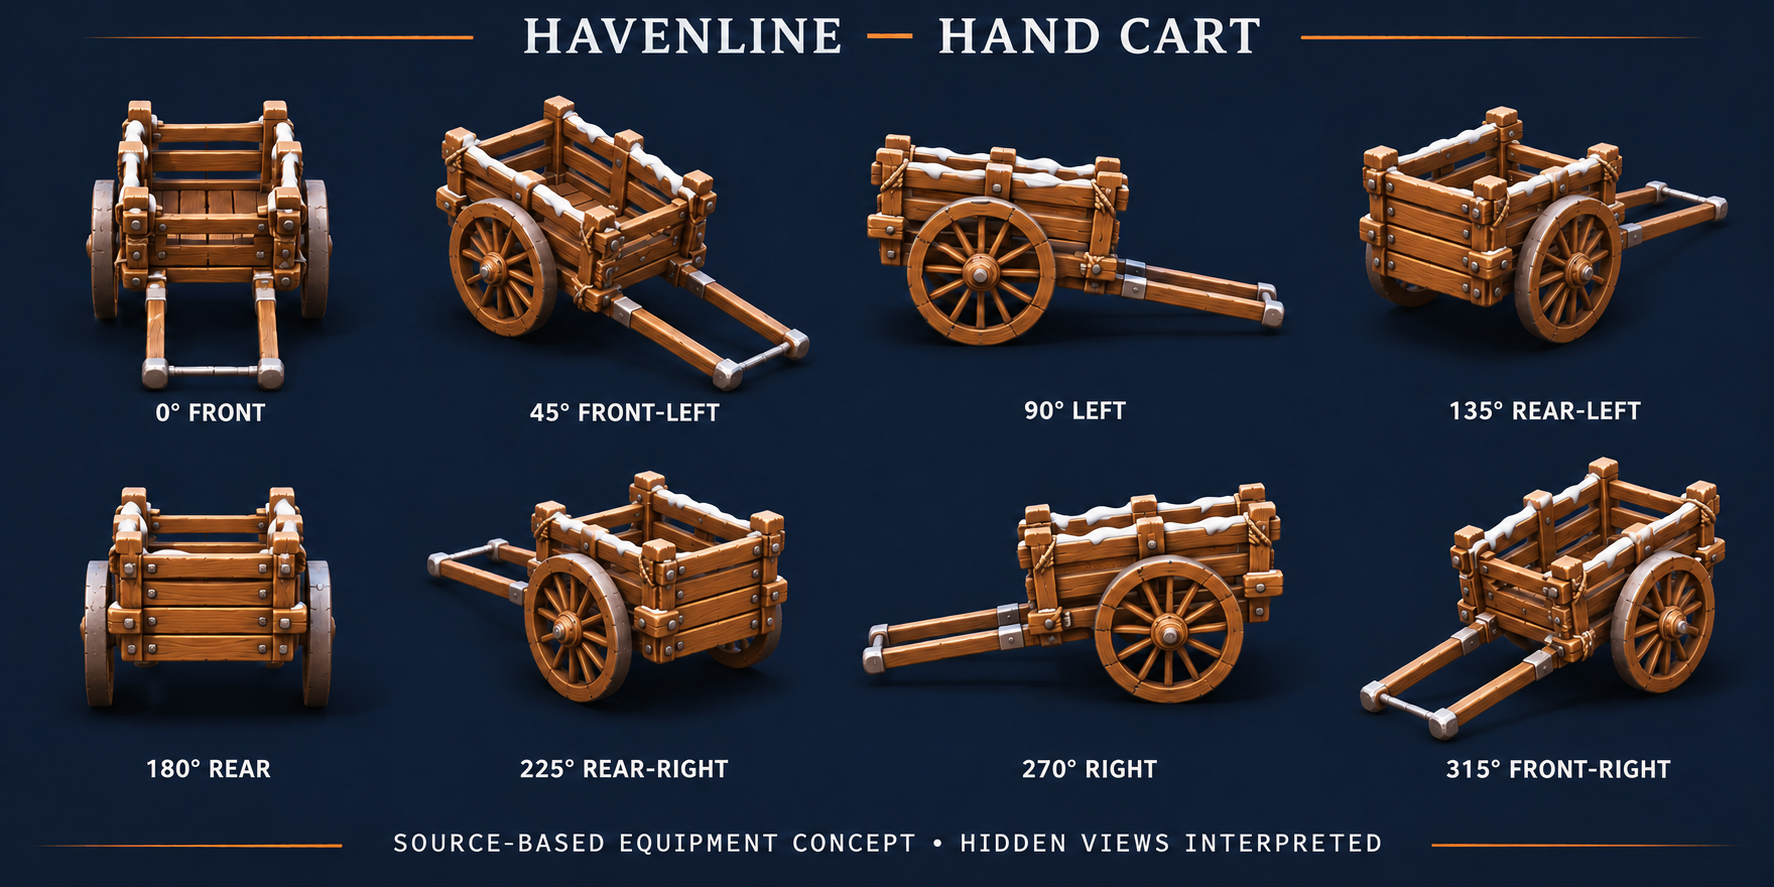 HAVENLINE — HAND CART
0° FRONT
45° FRONT-LEFT
90° LEFT
135° REAR-LEFT
180° REAR
225° REAR-RIGHT
270° RIGHT
315° FRONT-RIGHT
SOURCE-BASED EQUIPMENT CONCEPT • HIDDEN VIEWS INTERPRETED